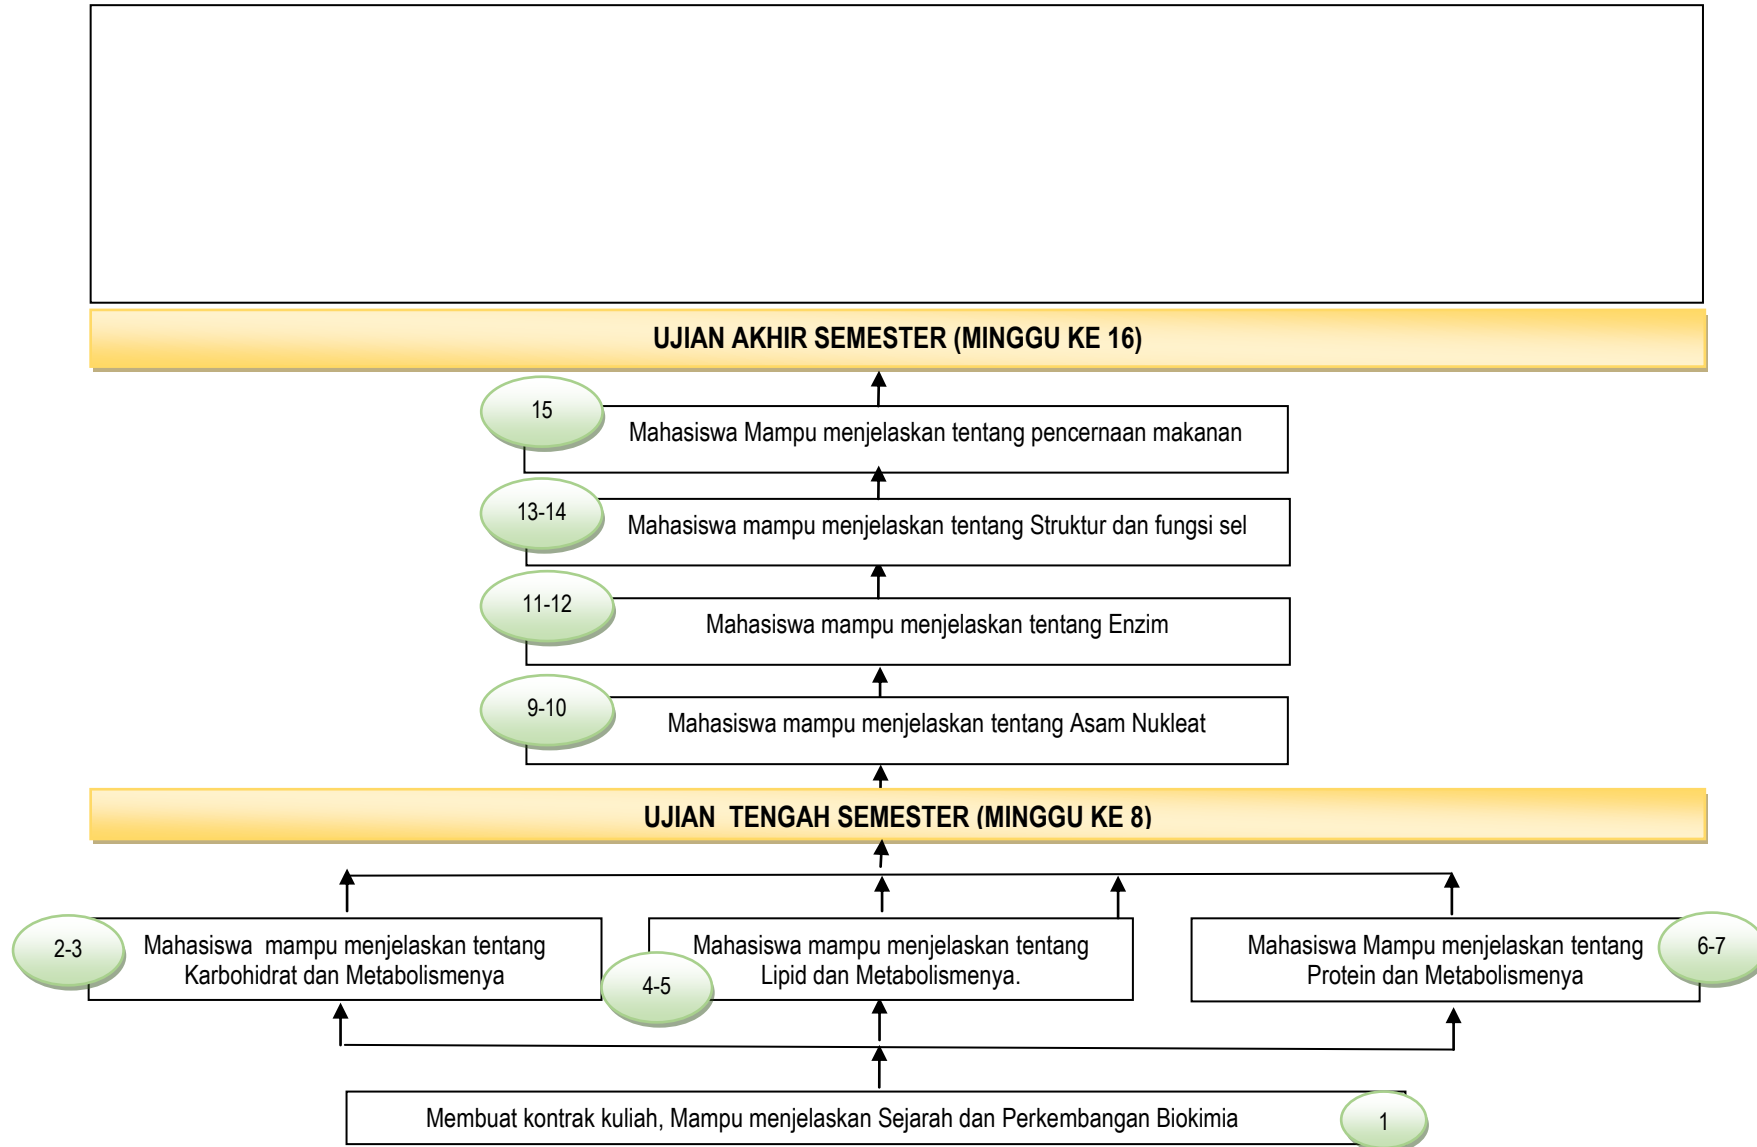 UJIAN AKHIR SEMESTER (MINGGU KE 16)
15
Mahasiswa Mampu menjelaskan tentang pencernaan makanan
13-14
Mahasiswa mampu menjelaskan tentang Struktur dan fungsi sel
11-12
Mahasiswa mampu menjelaskan tentang Enzim
9-10
Mahasiswa mampu menjelaskan tentang Asam Nukleat
UJIAN TENGAH SEMESTER (MINGGU KE 8)
2-3
Mahasiswa mampu menjelaskan tentang
Karbohidrat dan Metabolismenya
4-5
Mahasiswa mampu menjelaskan tentang
Lipid dan Metabolismenya.
Mahasiswa Mampu menjelaskan tentang
Protein dan Metabolismenya
6-7
Membuat kontrak kuliah, Mampu menjelaskan Sejarah dan Perkembangan Biokimia
1